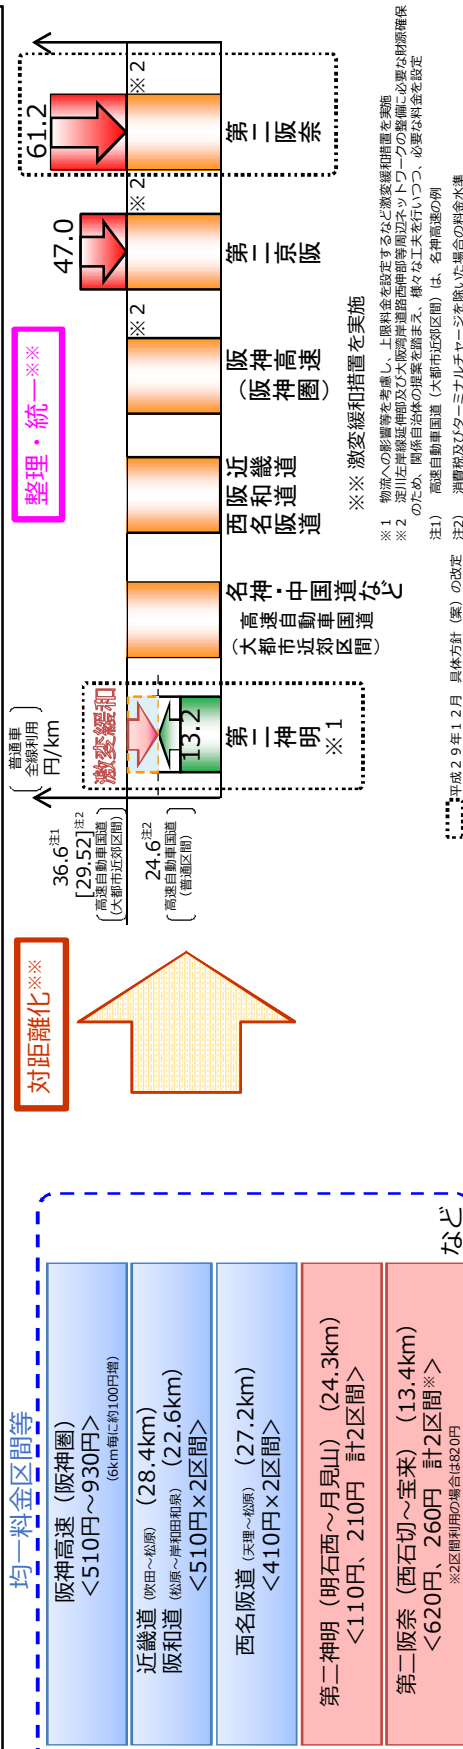 均一料金区間等
阪神高速（阪神圏）
<510円～930円>
(6km毎に約100円増)
近畿道（吹田～松原）（28.4km）
阪和道（松原～岸和田和泉）（22.6km）
<510円×2区間>
西名阪道（天理～松原）（27.2km）
<410円×2区間>
第二神明（明石西～月見山）（24.3km）
<110円、210円　計2区間>
第二阪奈（西石切～宝来）（13.4km）
<620円、260円　計2区間※>
※2区間利用の場合は820円
など
対距離化※※
整理・統一※※
普通車
全線利用
円/km
36.6注1
[29.52]注2
高速自動車国道
(大都市近郊区間)
24.6注2
高速自動車国道
(普通区間)
激変緩和
13.2
第二神明
※1
名神・中国道など
高速自動車国道
（大都市近郊区間）
近畿道
阪和道
西名阪道
※2
阪神高速
（阪神圏）
47.0
※2
第二京阪
61.2
※2
第二阪奈
※※ 激変緩和措置を実施
※1　物流への影響等を考慮し、上限料金を設定するなど激変緩和措置を実施
※2　淀川左岸線延伸部及び大阪湾岸道路西伸部等周辺ネットワークの整備に必要な財源確保
のため、関係自治体の提案を踏まえ、様々な工夫を行いつつ、必要な料金を設定
注1)　高速自動車国道（大都市近郊区間）は、名神高速の例
注2)　消費税及びターミナルチャージを除いた場合の料金水準
平成29年12月　具体方針（案）の改定